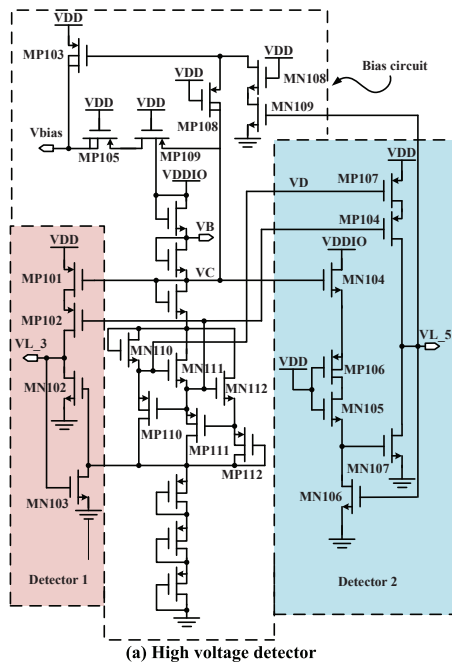 VDD
MP103
VDD
MN108
Bias circuit
VDD
MN109
MP108
VDD
VDD
Vbias
MP105
MP109
VDD
VDDIO
VD
MP107
VB
MP104
VDD
VDDIO
MP101
VC
MN104
MP102
VL_3
VL_5
MN110
MN111
MP106
MN102
MN112
VDD
MN105
MP110
MP111
MP112
MN107
MN103
MN106
Detector 1
Detector 2
(a) High voltage detector